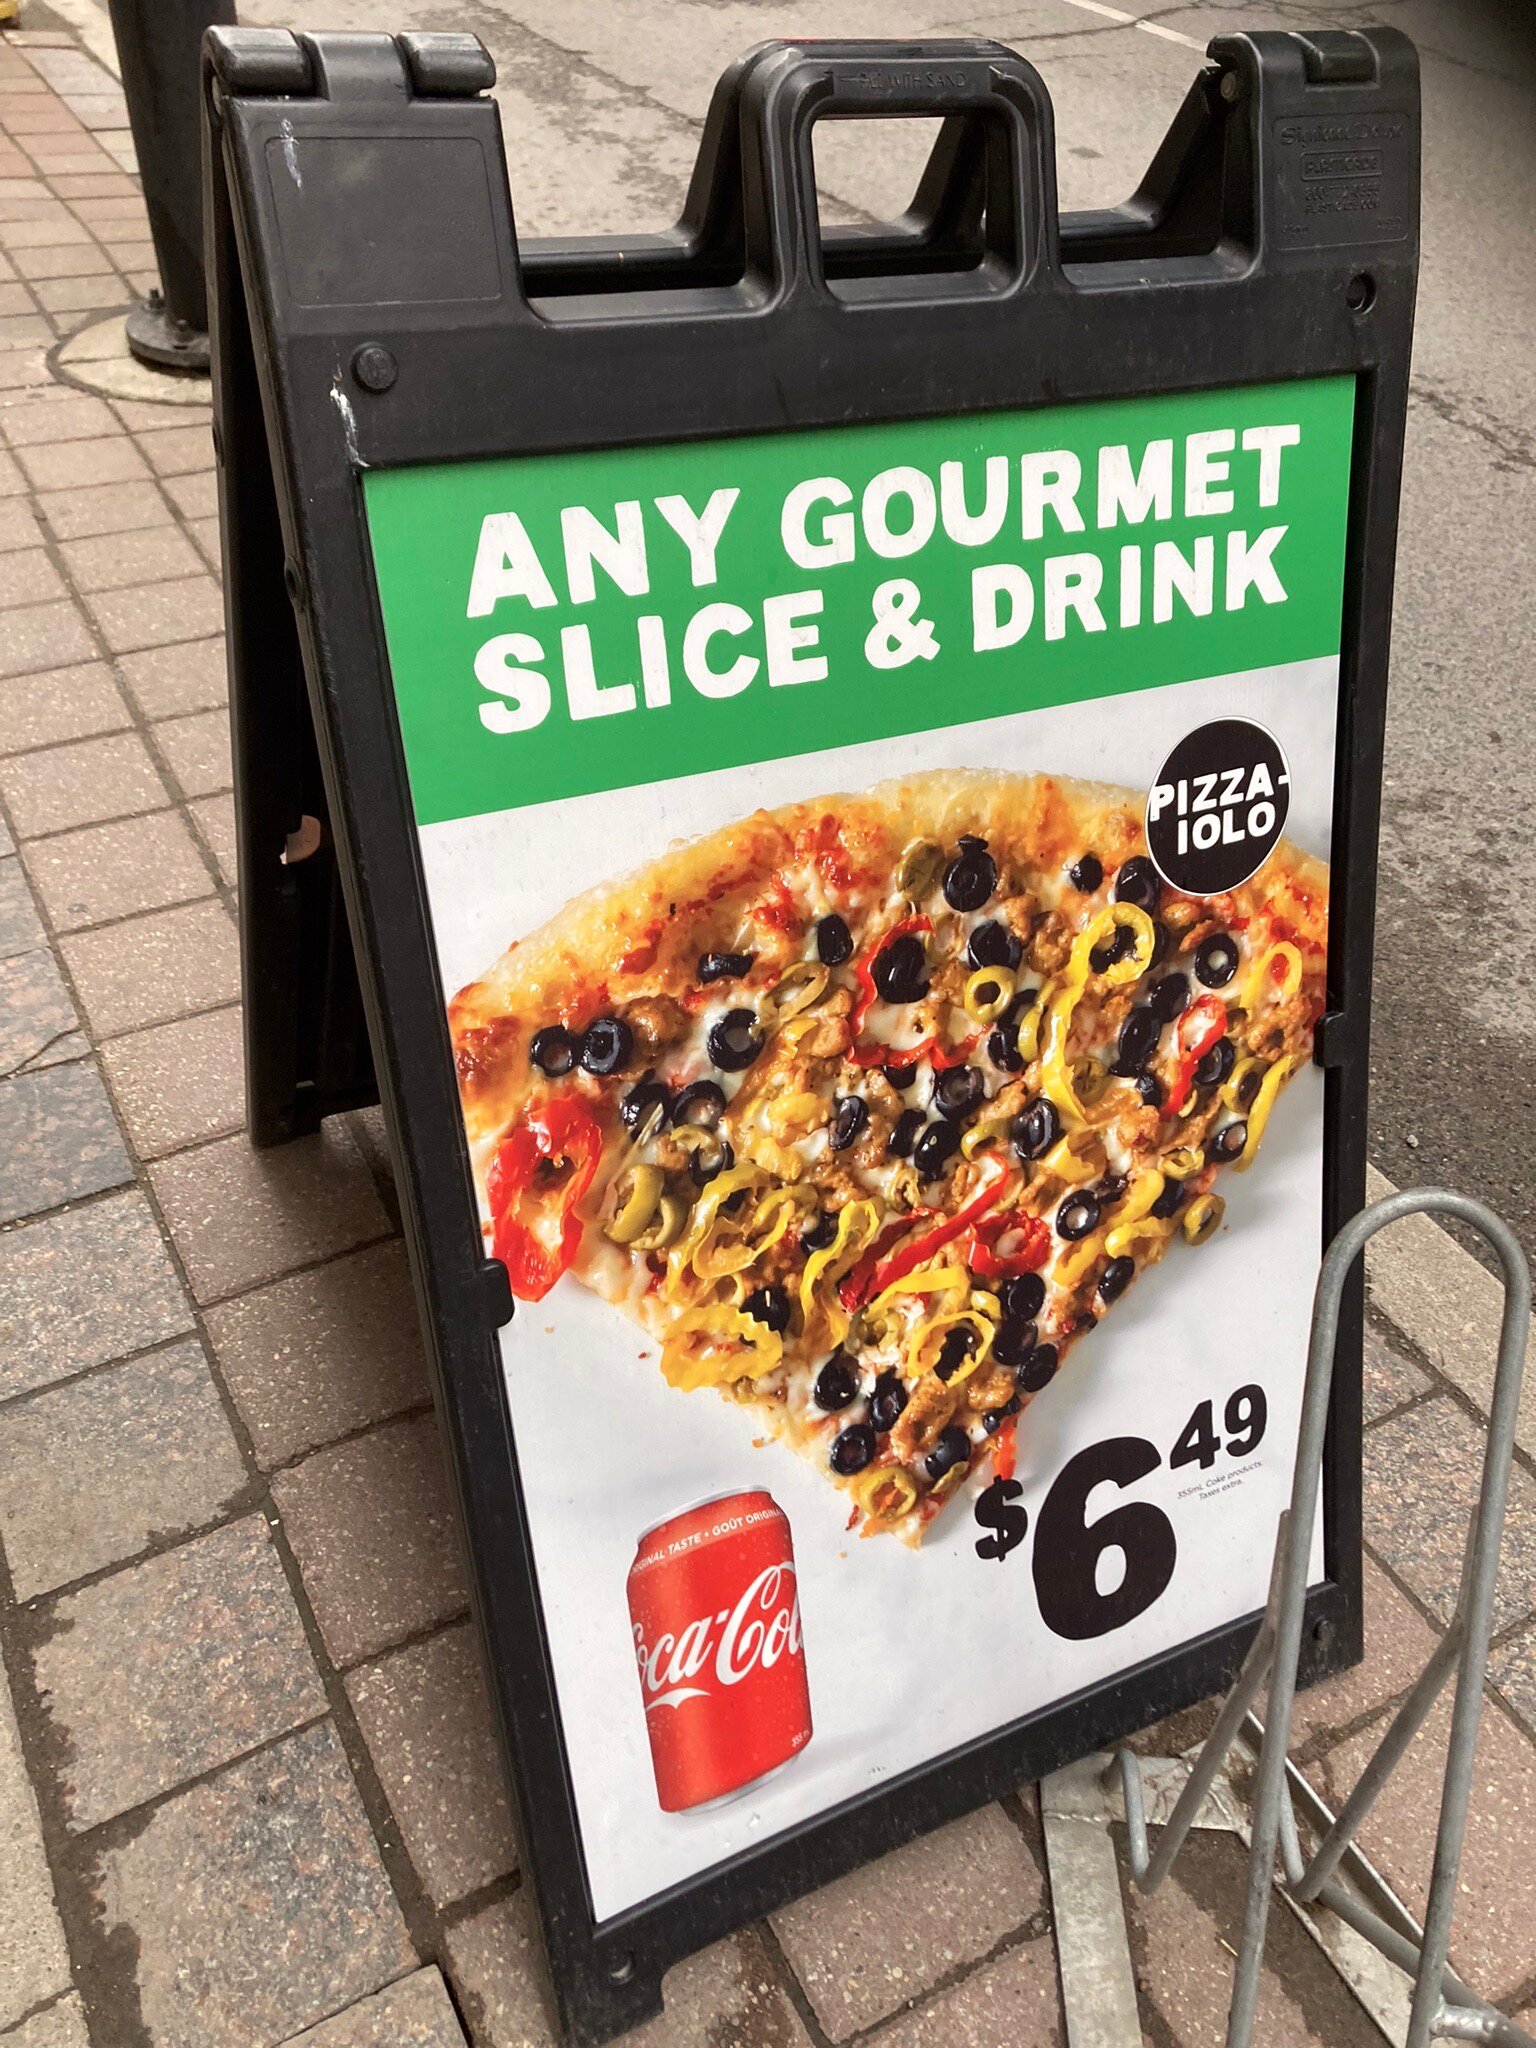 FILL WITH SAND
PLASTICADE
ANY GOURMET
SLICE & DRINK
PIZZA-
IOLO
$6 49
355mL Coke products.
Taxes extra.
ORIGINAL TASTE • GOÛT ORIGINAL
Coca-Cola